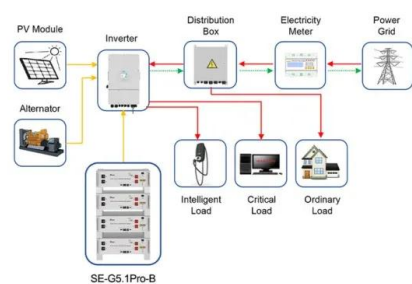 PV Module
Inverter
Distribution
Box
Electricity
Meter
Power
Grid
Alternator
Intelligent
Load
Critical
Load
Ordinary
Load
SE-G5.1Pro-B